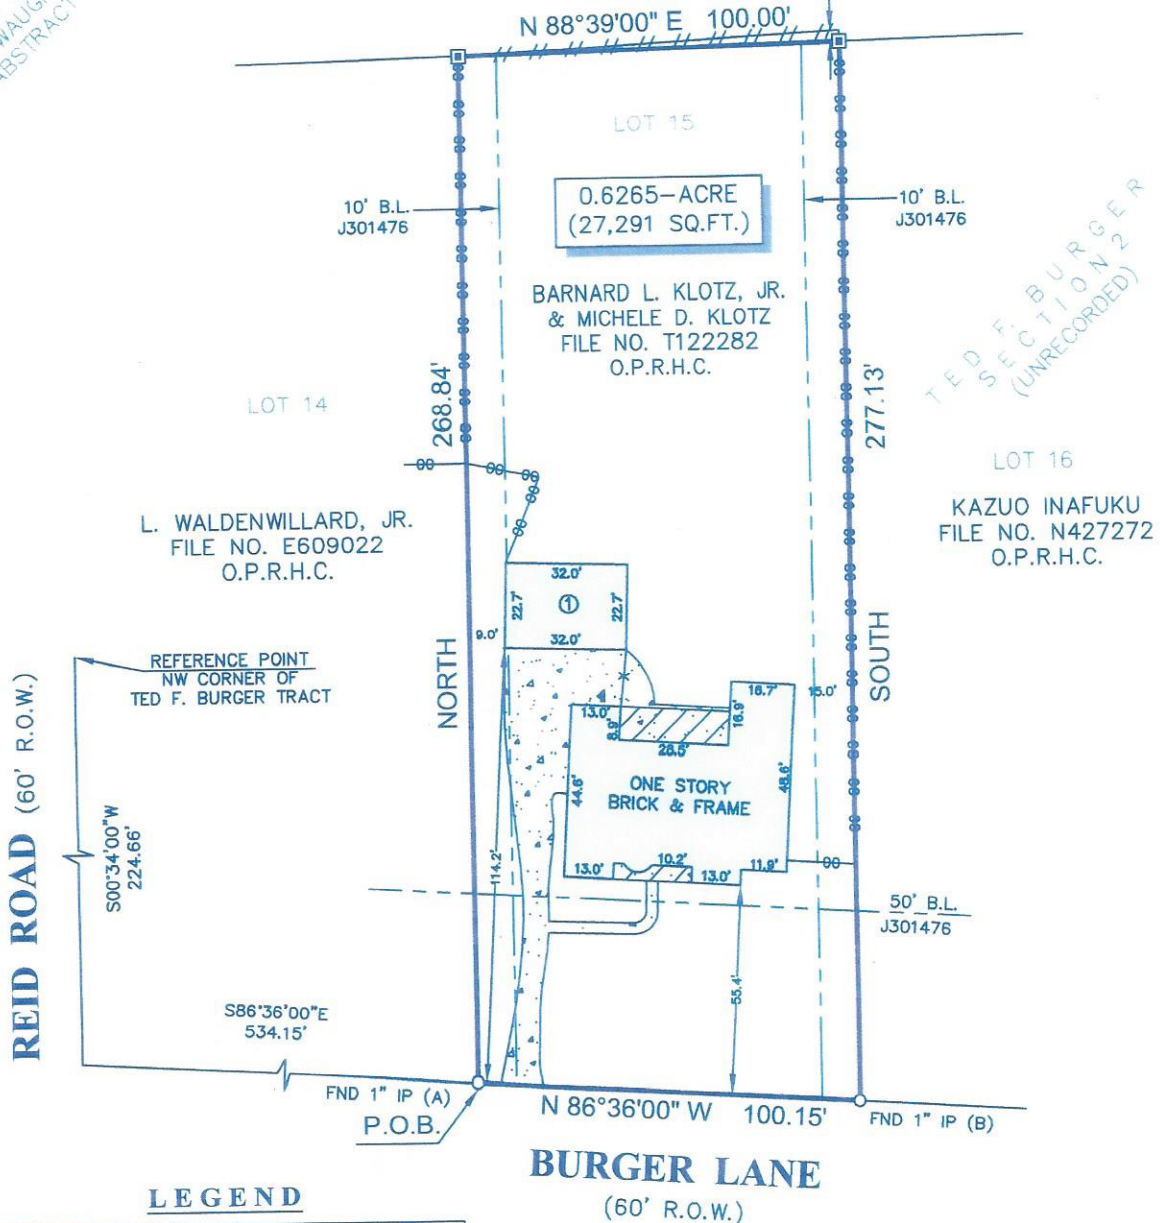 WAUG
ABSTRACT
N 88°39'00" E 100.00'
LOT 15
0.6265-ACRE
(27,291 SQ.FT.)
10' B.L.
J301476
10' B.L.
J301476
BARNARD L. KLOTZ, JR.
& MICHELE D. KLOTZ
FILE NO. T122282
O.P.R.H.C.
TED F. BURGER
SECTION 2
(UNRECORDED)
268.84'
277.13'
LOT 14
LOT 16
L. WALDENWILLARD, JR.
FILE NO. E609022
O.P.R.H.C.
KAZUO INAFUKU
FILE NO. N427272
O.P.R.H.C.
32.0'
22.7'
1
22.7'
32.0'
9.0'
NORTH
SOUTH
REFERENCE POINT
NW CORNER OF
TED F. BURGER TRACT
REID ROAD (60' R.O.W.)
S00°34'00"W
224.66'
16.7'
15.0'
13.0'
8.9'
16.9'
28.5'
ONE STORY
BRICK & FRAME
44.6'
48.6'
114.2'
13.0'
10.2'
13.0'
11.9'
50' B.L.
J301476
55.4'
S86°36'00"E
534.15'
FND 1" IP (A)
P.O.B.
N 86°36'00" W 100.15'
FND 1" IP (B)
BURGER LANE
(60' R.O.W.)
LEGEND